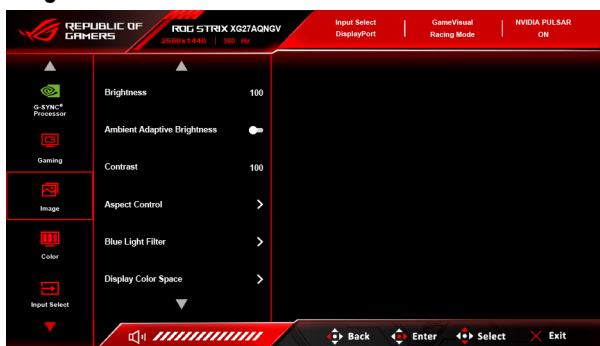 REPUBLIC OF
GAMERS
ROG STRIX XG27AQNGV
2560x1440 | 360 Hz
Input Select
DisplayPort
GameVisual
Racing Mode
NVIDIA PULSAR
ON
G-SYNC®
Processor
Gaming
Image
Color
Input Select
Brightness 100
Ambient Adaptive Brightness
Contrast 100
Aspect Control
Blue Light Filter
Display Color Space
Back Enter Select Exit